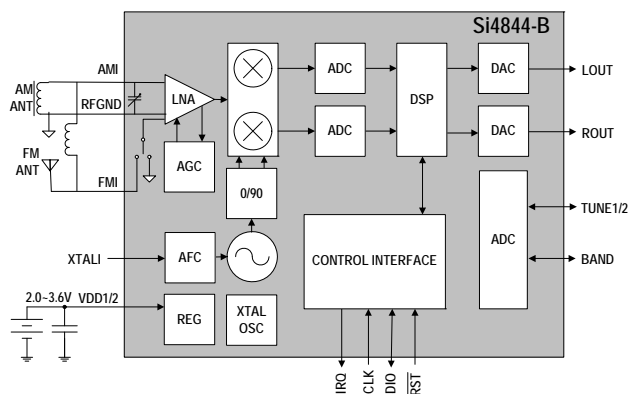 Si4844-B
AM
ANT
AMI
RFGND
LNA
ADC
DSP
DAC
LOUT
ADC
DAC
ROUT
FM
ANT
FMI
AGC
0/90
XTALI
AFC
CONTROL INTERFACE
ADC
TUNE1/2
BAND
2.0~3.6V
VDD1/2
REG
XTAL
OSC
IRQ
CLK
DIO
RST